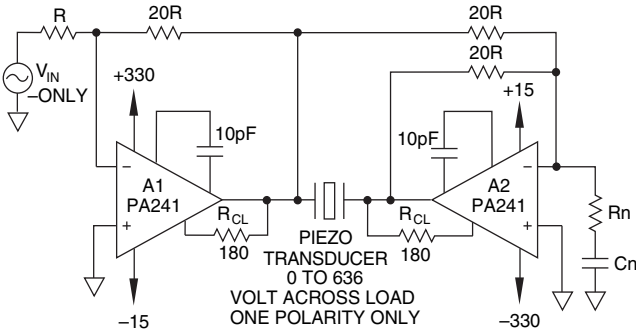 R
20R
20R
20R
V_IN
–ONLY
+330
+15
10pF
10pF
–
–
A1
PA241
A2
PA241
+
+
R_CL
180
R_CL
180
Rn
Cn
PIEZO
TRANSDUCER
0 TO 636
VOLT ACROSS LOAD
ONE POLARITY ONLY
–15
–330